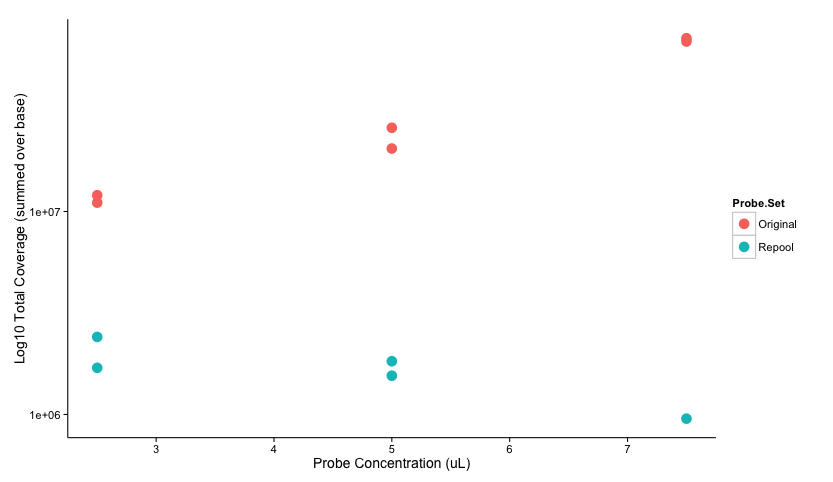 Log10 Total Coverage (summed over base)
1e+07
1e+06
3 4 5 6 7
Probe Concentration (uL)
Probe.Set
Original
Repool